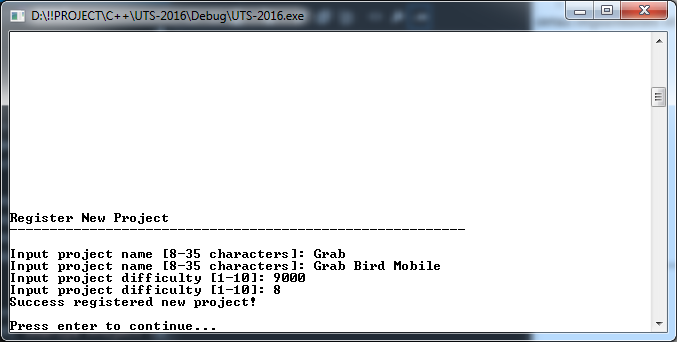 D:\!!PROJECT\C++\UTS-2016\Debug\UTS-2016.exe
Register New Project
---------------------------------------------------------
Input project name [8-35 characters]: Grab
Input project name [8-35 characters]: Grab Bird Mobile
Input project difficulty [1-10]: 9000
Input project difficulty [1-10]: 8
Success registered new project!
Press enter to continue...